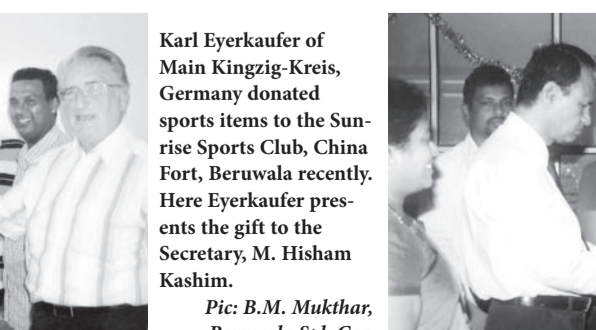 Karl Eyerkaufer of
Main Kingzig-Kreis,
Germany donated
sports items to the Sun-
rise Sports Club, China
Fort, Beruwala recently.
Here Eyerkaufer pres-
ents the gift to the
Secretary, M. Hisham
Kashim.
Pic: B.M. Mukthar,